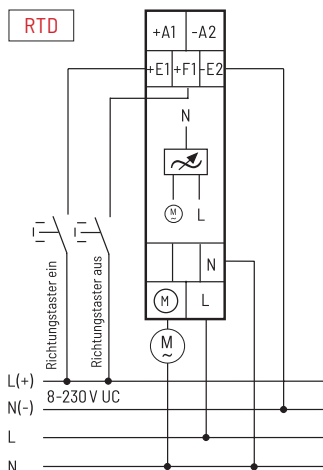 RTD
+A1 -A2
+E1 +F1 -E2
N
M ~ L
N
M L
M ~
Richtungstaster ein
Richtungstaster aus
L(+)
8-230 V UC
N(-)
L
N